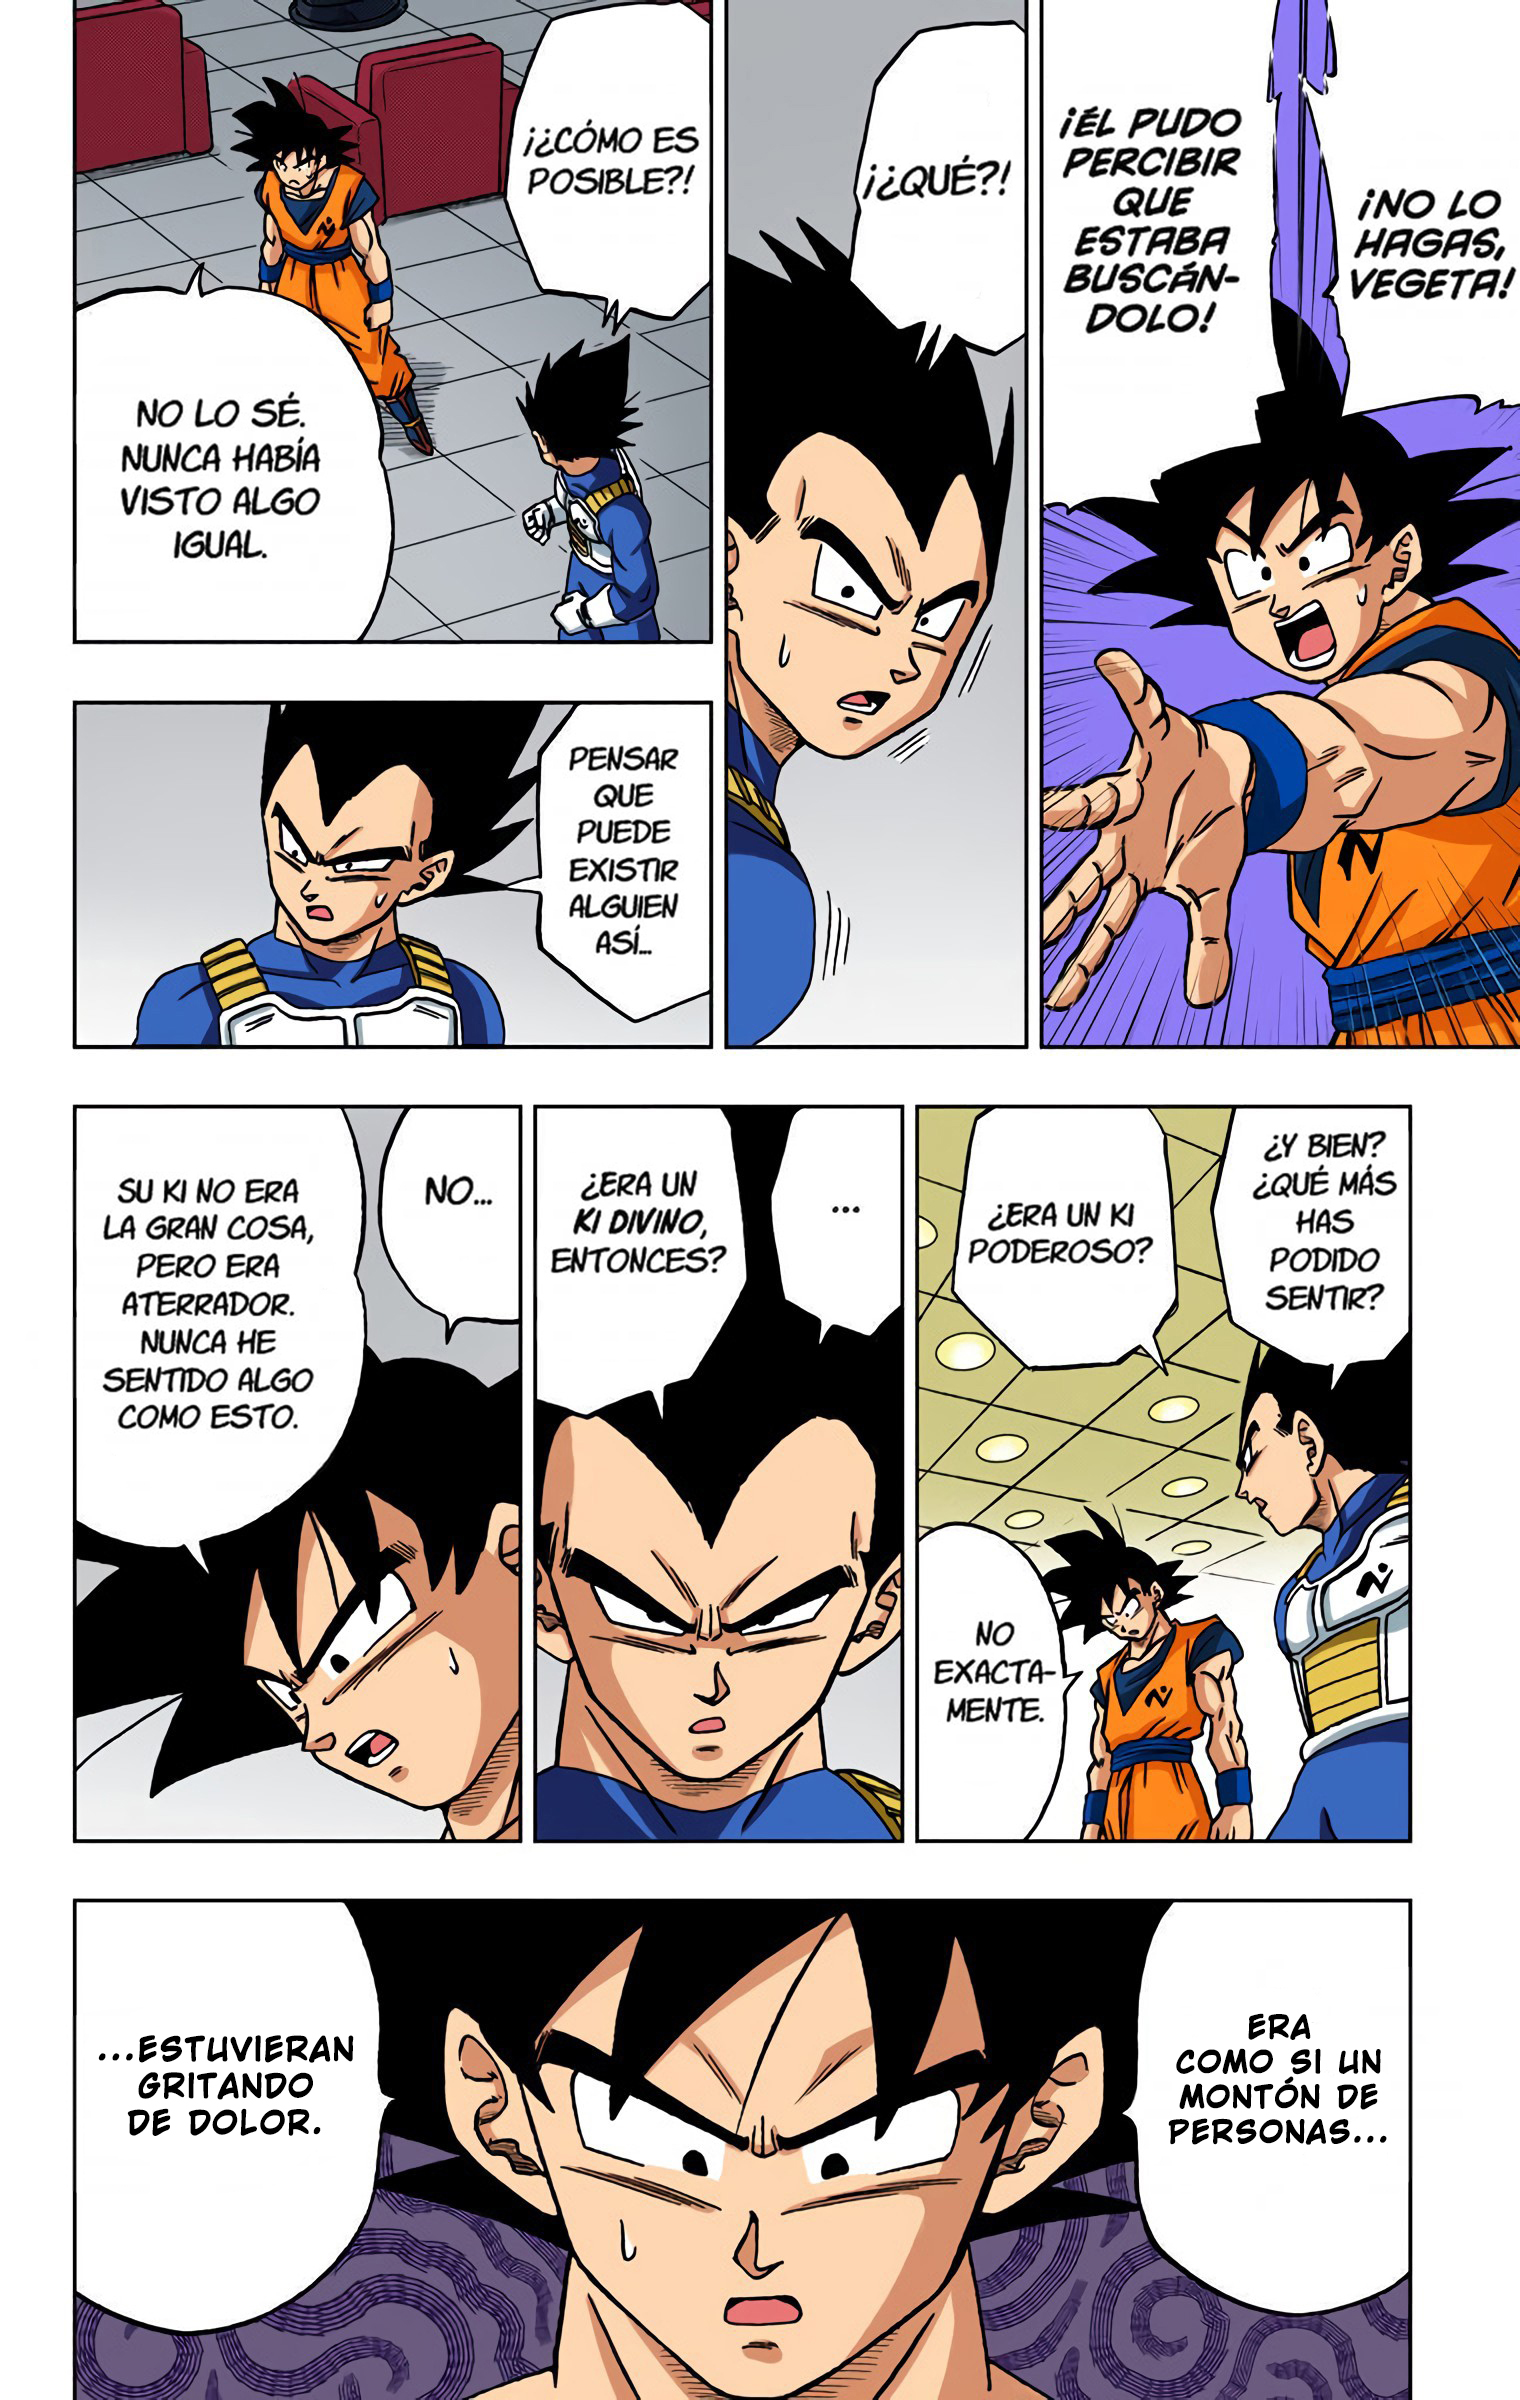 ¡NO LO
HAGAS,
VEGETA!
¡ÉL PUDO
PERCIBIR
QUE
ESTABA
BUSCÁN-
DOLO!
¡¿QUÉ?!
¡¿CÓMO ES
POSIBLE?!
NO LO SÉ.
NUNCA HABÍA
VISTO ALGO
IGUAL.
PENSAR
QUE
PUEDE
EXISTIR
ALGUIEN
ASÍ...
¿Y BIEN?
¿QUÉ MÁS
HAS
PODIDO
SENTIR?
¿ERA UN KI
PODEROSO?
NO
EXACTA-
MENTE.
...
¿ERA UN
KI DIVINO,
ENTONCES?
NO...
SU KI NO ERA
LA GRAN COSA,
PERO ERA
ATERRADOR.
NUNCA HE
SENTIDO ALGO
COMO ESTO.
ERA
COMO SI UN
MONTÓN DE
PERSONAS...
...ESTUVIERAN
GRITANDO
DE DOLOR.